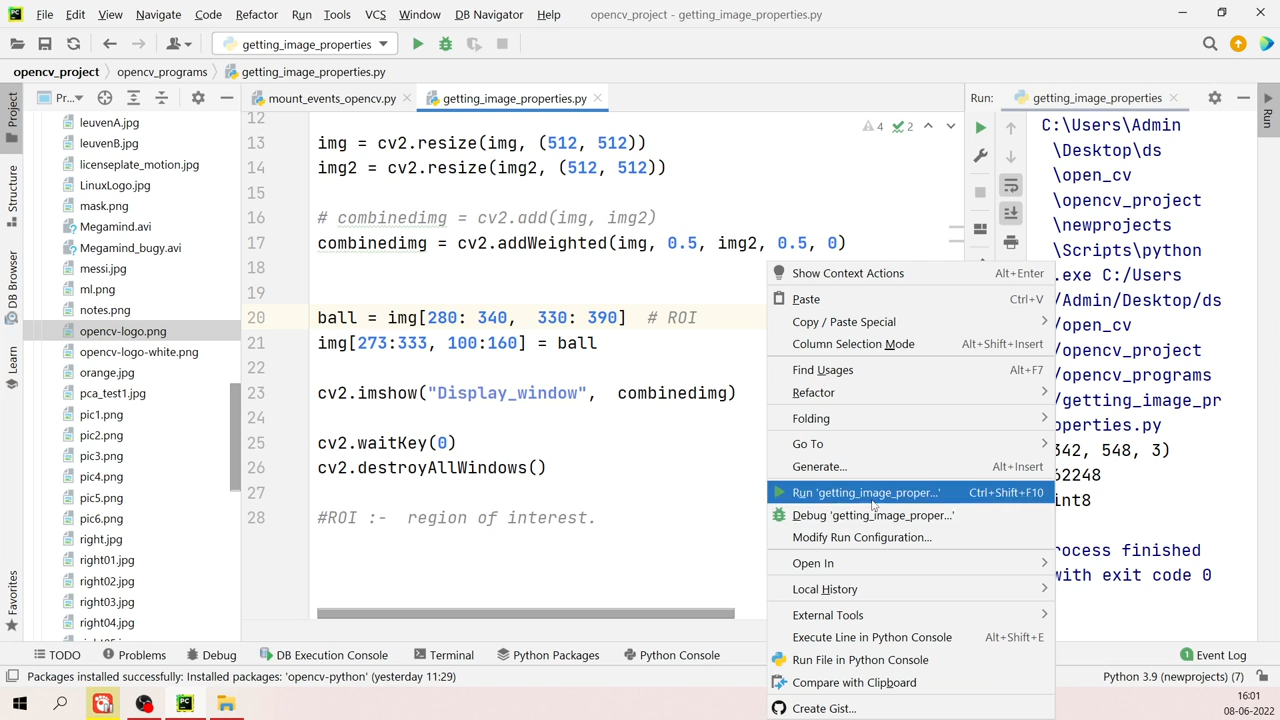 File Edit View Navigate Code Refactor Run Tools VCS Window DB Navigator Help opencv_project - getting_image_properties.py
getting_image_properties
opencv_project opencv_programs getting_image_properties.py
Project
Structure
DB Browser
Learn
Favorites
Pr...
leuvenA.jpg
leuvenB.jpg
licenseplate_motion.jpg
LinuxLogo.jpg
mask.png
Megamind.avi
Megamind_bugy.avi
messi.jpg
ml.png
notes.png
opencv-logo.png
opencv-logo-white.png
orange.jpg
pca_test1.jpg
pic1.png
pic2.png
pic3.png
pic4.png
pic5.png
pic6.png
right.jpg
right01.jpg
right02.jpg
right03.jpg
right04.jpg
mount_events_opencv.py getting_image_properties.py
4 2
12
13 img = cv2.resize(img, (512, 512))
14 img2 = cv2.resize(img2, (512, 512))
15
16 # combinedimg = cv2.add(img, img2)
17 combinedimg = cv2.addWeighted(img, 0.5, img2, 0.5, 0)
18
19
20 ball = img[280: 340, 330: 390] # ROI
21 img[273:333, 100:160] = ball
22
23 cv2.imshow("Display_window", combinedimg)
24
25 cv2.waitKey(0)
26 cv2.destroyAllWindows()
27
28 #ROI :- region of interest.
Show Context Actions Alt+Enter
Paste Ctrl+V
Copy / Paste Special
Column Selection Mode Alt+Shift+Insert
Find Usages Alt+F7
Refactor
Folding
Go To
Generate... Alt+Insert
Run 'getting_image_proper...' Ctrl+Shift+F10
Debug 'getting_image_proper...'
Modify Run Configuration...
Open In
Local History
External Tools
Execute Line in Python Console Alt+Shift+E
Run File in Python Console
Compare with Clipboard
Create Gist...
Run: getting_image_properties
C:\Users\Admin
\Desktop\ds
\open_cv
\opencv_project
\newprojects
\Scripts\python
.exe C:/Users
/Admin/Desktop/ds
/open_cv
/opencv_project
/opencv_programs
/getting_image_pr
operties.py
342, 548, 3)
62248
int8
rocess finished
with exit code 0
Run
TODO Problems Debug DB Execution Console Terminal Python Packages Python Console 1 Event Log
Packages installed successfully: Installed packages: 'opencv-python' (yesterday 11:29) Python 3.9 (newprojects) (7)
16:01
08-06-2022